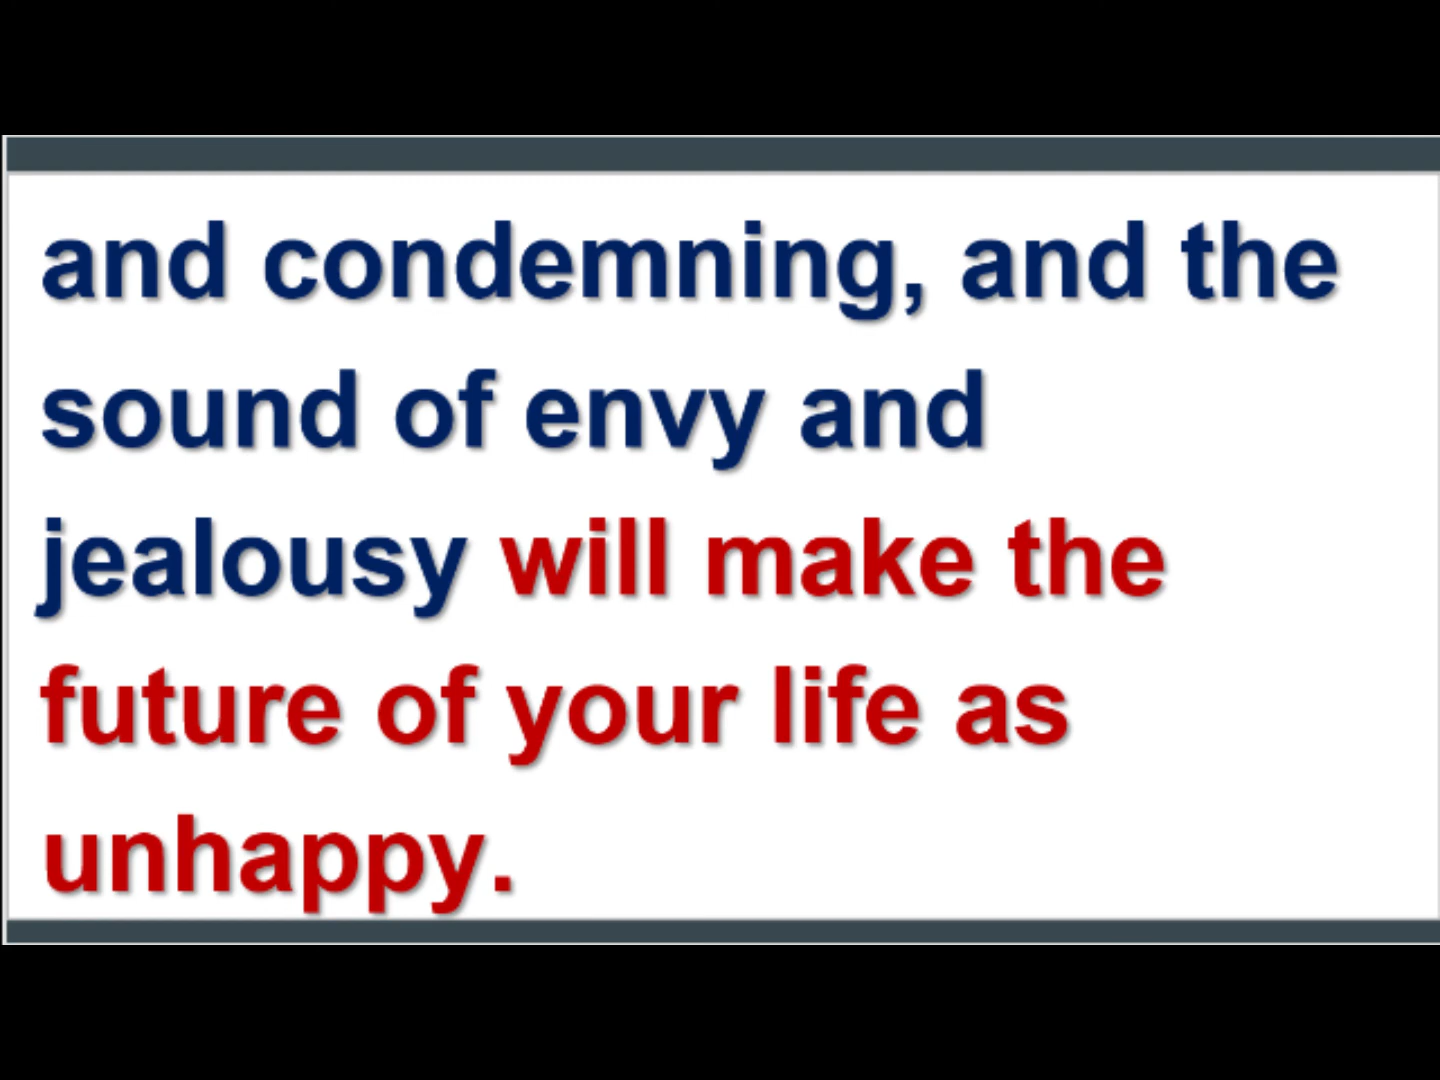 and condemning, and the
sound of envy and
jealousy will make the
future of your life as
unhappy.